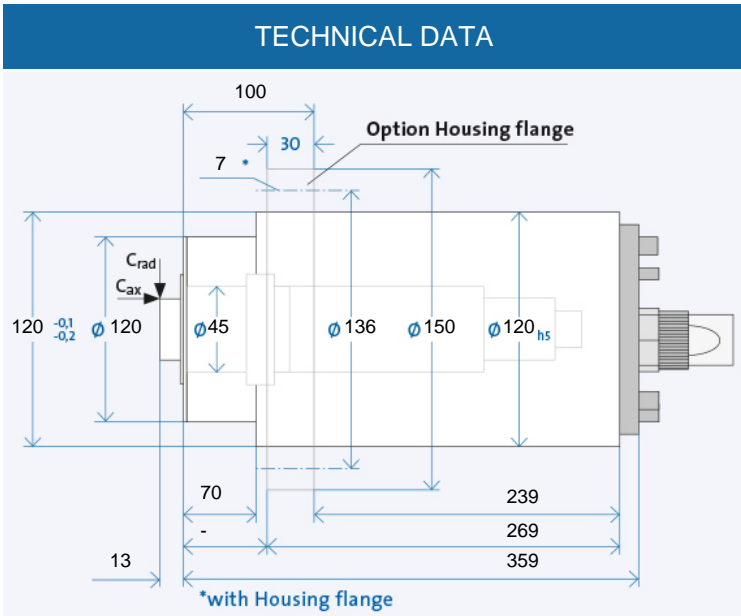 TECHNICAL DATA
100
30
Option Housing flange
7 *
Crad
Cax
120 -0,1 -0,2
ϕ 120
ϕ 45
ϕ 136
ϕ 150
ϕ 120 h5
70
239
-
269
13
359
*with Housing flange